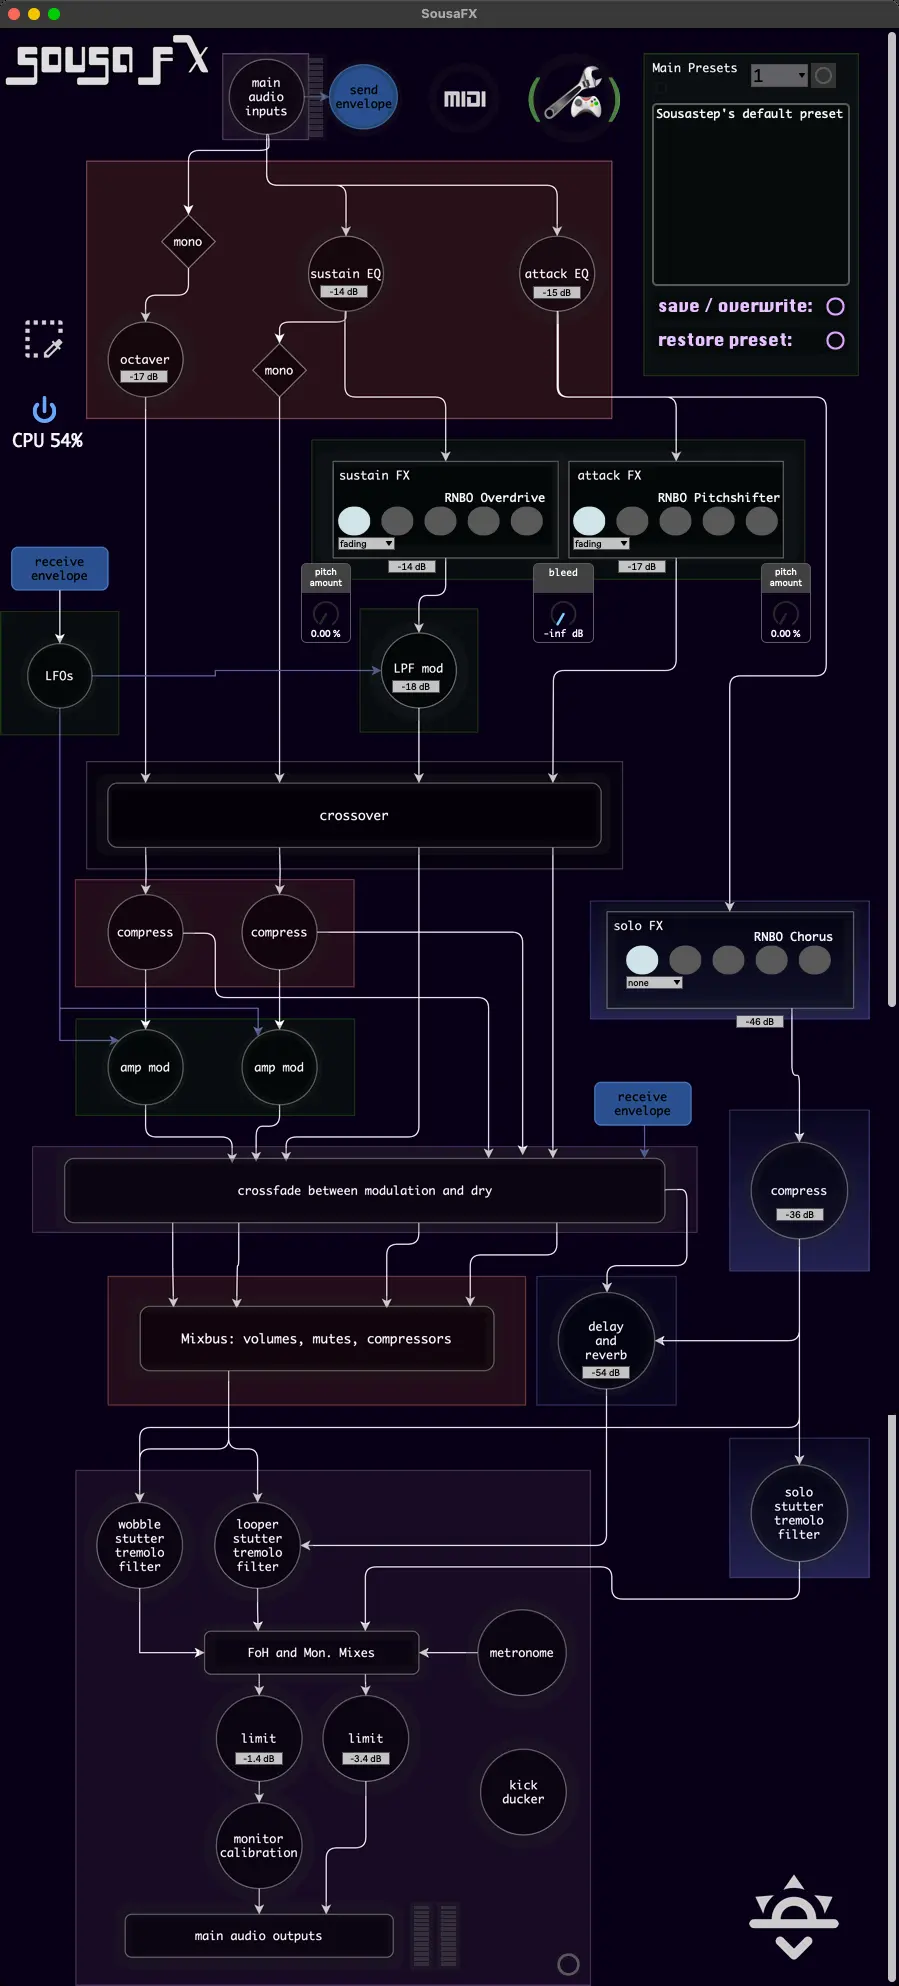 SousaFX
sousa FX
main
audio
inputs
send
envelope
MIDI
Main Presets
1
Sousastep's default preset
save / overwrite:
restore preset:
mono
sustain EQ
-14 dB
attack EQ
-15 dB
octaver
-17 dB
mono
CPU 54%
sustain FX
RNBO Overdrive
fading
-14 dB
attack FX
RNBO Pitchshifter
fading
-17 dB
receive
envelope
pitch
amount
0.00 %
bleed
-inf dB
pitch
amount
0.00 %
LFOs
LPF mod
-18 dB
crossover
compress
compress
solo FX
RNBO Chorus
none
-46 dB
amp mod
amp mod
receive
envelope
crossfade between modulation and dry
compress
-36 dB
Mixbus: volumes, mutes, compressors
delay
and
reverb
-54 dB
wobble
stutter
tremolo
filter
looper
stutter
tremolo
filter
solo
stutter
tremolo
filter
FoH and Mon. Mixes
metronome
limit
-1.4 dB
limit
-3.4 dB
kick
ducker
monitor
calibration
main audio outputs